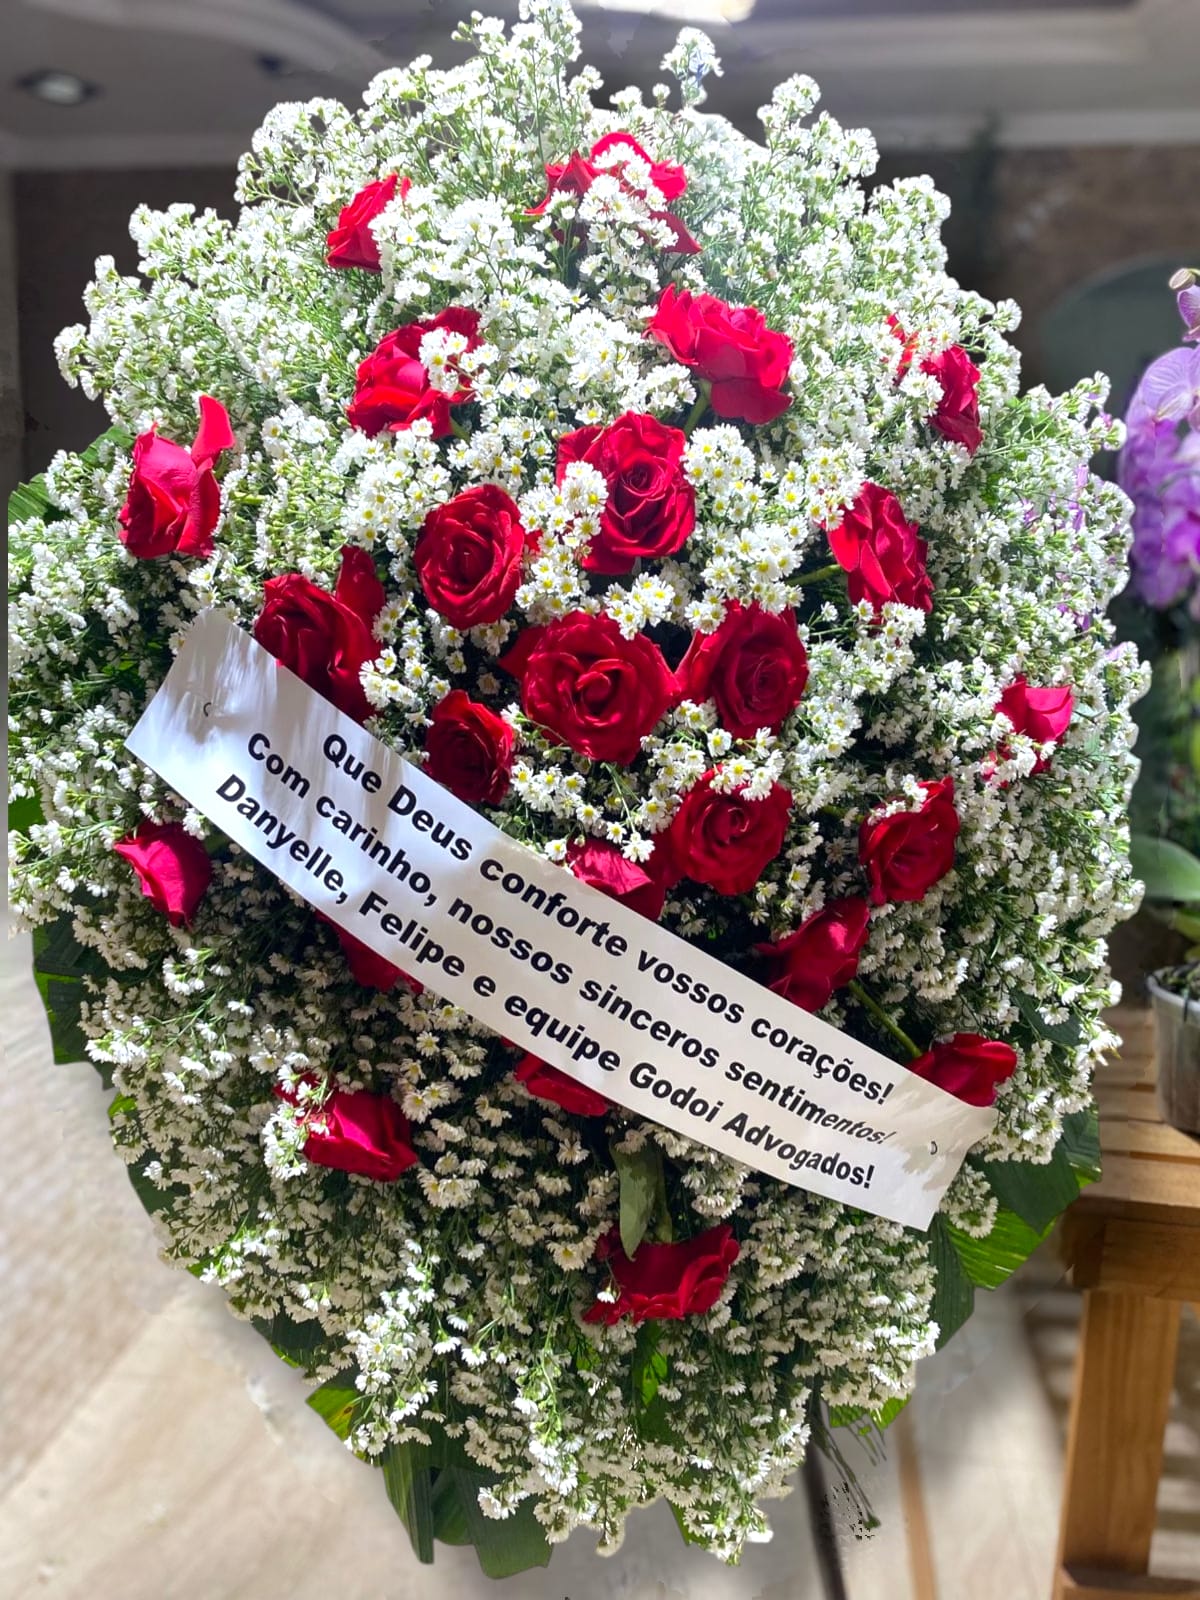 Que Deus conforte vossos corações!
Com carinho, nossos sinceros sentimentos!
Danyelle, Felipe e equipe Godoi Advogados!